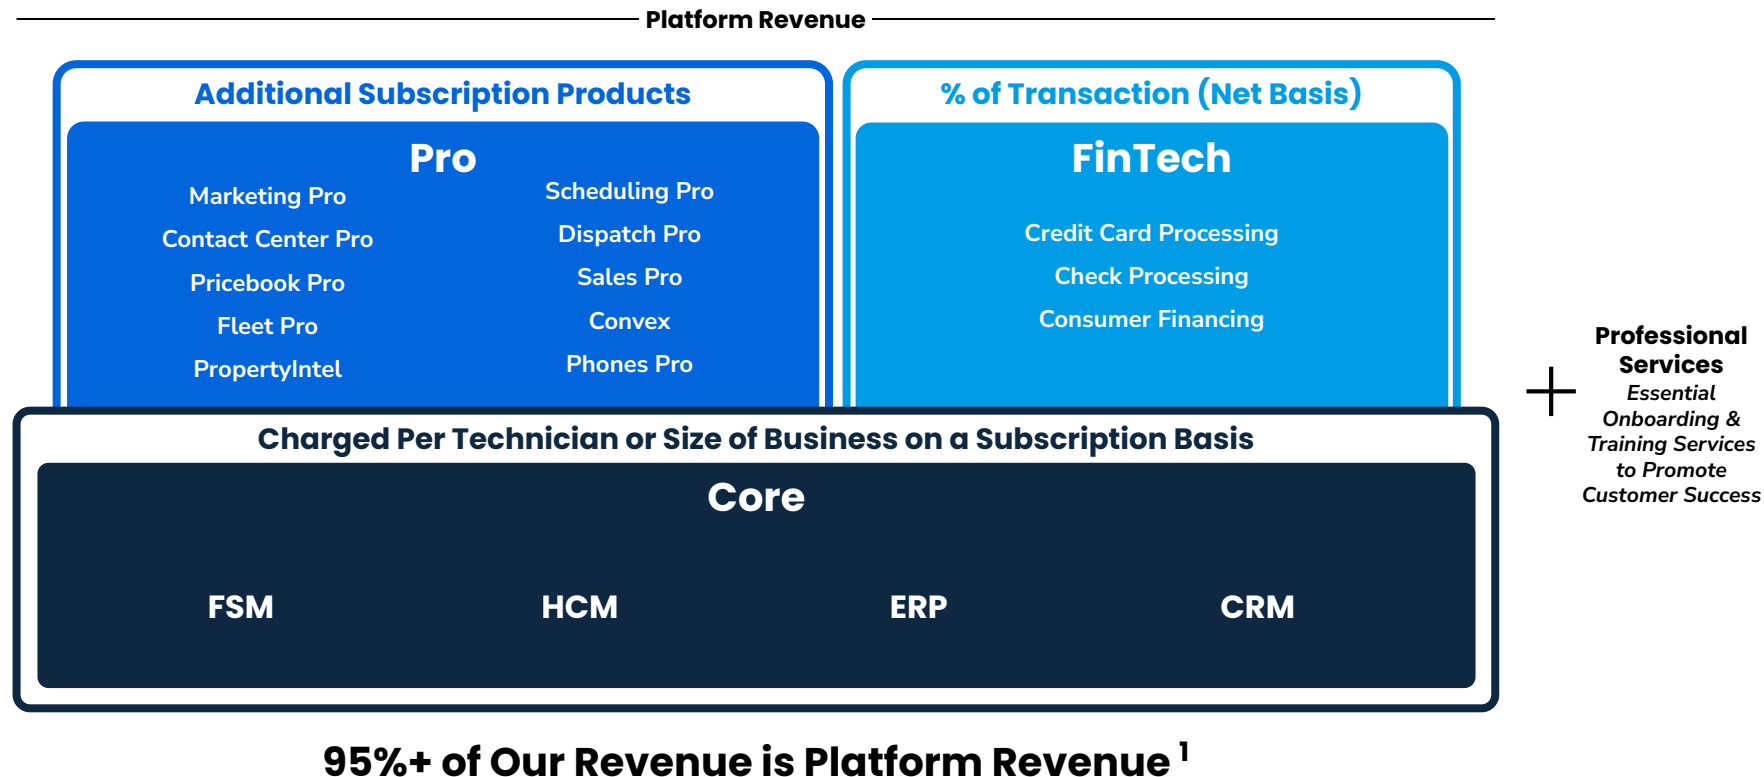 Platform Revenue
Additional Subscription Products
Pro
Marketing Pro
Contact Center Pro
Pricebook Pro
Fleet Pro
PropertyIntel
Scheduling Pro
Dispatch Pro
Sales Pro
Convex
Phones Pro
% of Transaction (Net Basis)
FinTech
Credit Card Processing
Check Processing
Consumer Financing
Charged Per Technician or Size of Business on a Subscription Basis
Core
FSM
HCM
ERP
CRM
+
Professional
Services
Essential
Onboarding &
Training Services
to Promote
Customer Success
95%+ of Our Revenue is Platform Revenue ¹